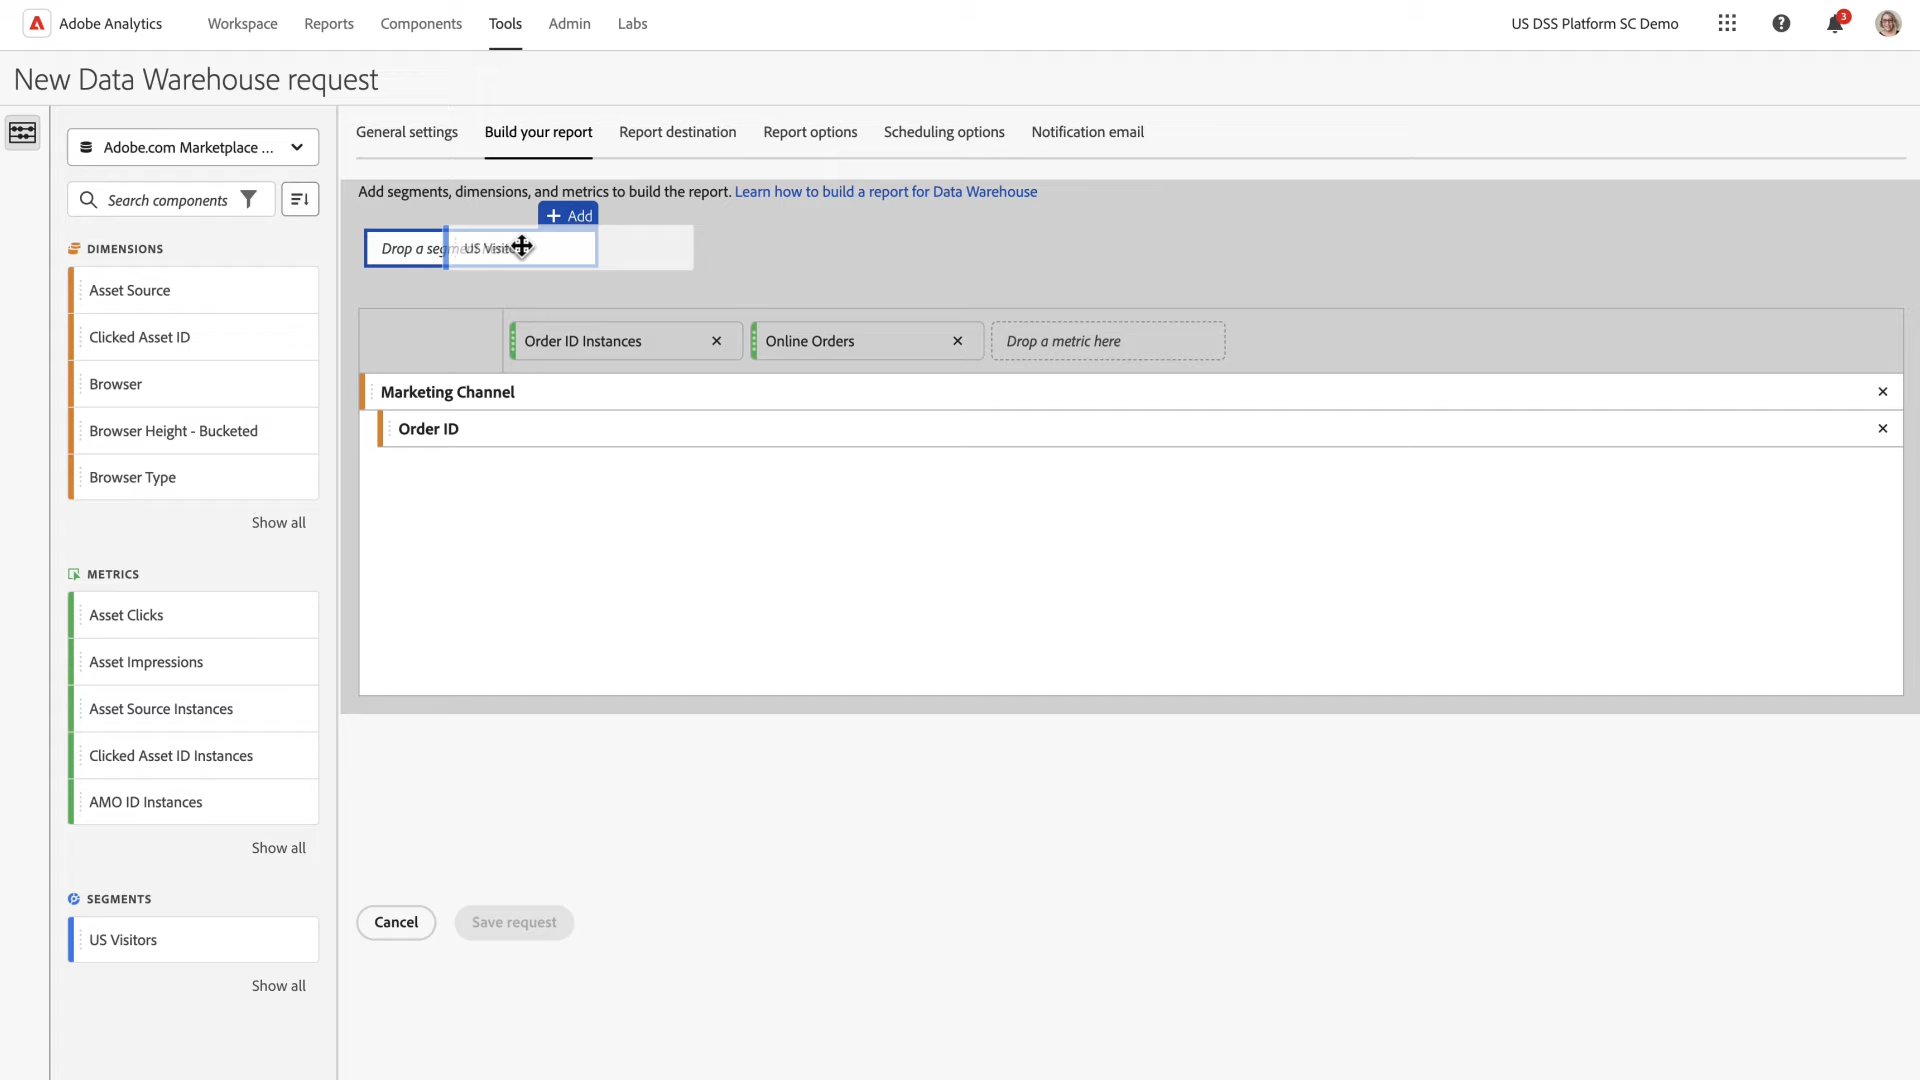 Adobe Analytics
Workspace
Reports
Components
Tools
Admin
Labs
US DSS Platform SC Demo
3
New Data Warehouse request
Adobe.com Marketplace ...
Search components
DIMENSIONS
Asset Source
Clicked Asset ID
Browser
Browser Height - Bucketed
Browser Type
Show all
METRICS
Asset Clicks
Asset Impressions
Asset Source Instances
Clicked Asset ID Instances
AMO ID Instances
Show all
SEGMENTS
US Visitors
Show all
General settings
Build your report
Report destination
Report options
Scheduling options
Notification email
Add segments, dimensions, and metrics to build the report. Learn how to build a report for Data Warehouse
Add
Drop a
US
Order ID Instances
Online Orders
Drop a metric here
Marketing Channel
Order ID
Cancel
Save request